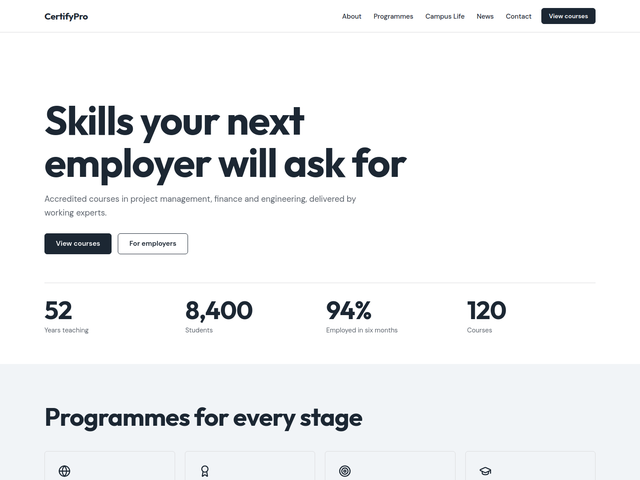 CertifyPro
About Programmes Campus Life News Contact View courses
Skills your next
employer will ask for
Accredited courses in project management, finance and engineering, delivered by
working experts.
View courses For employers
52 8,400 94% 120
Years teaching Students Employed in six months Courses
Programmes for every stage